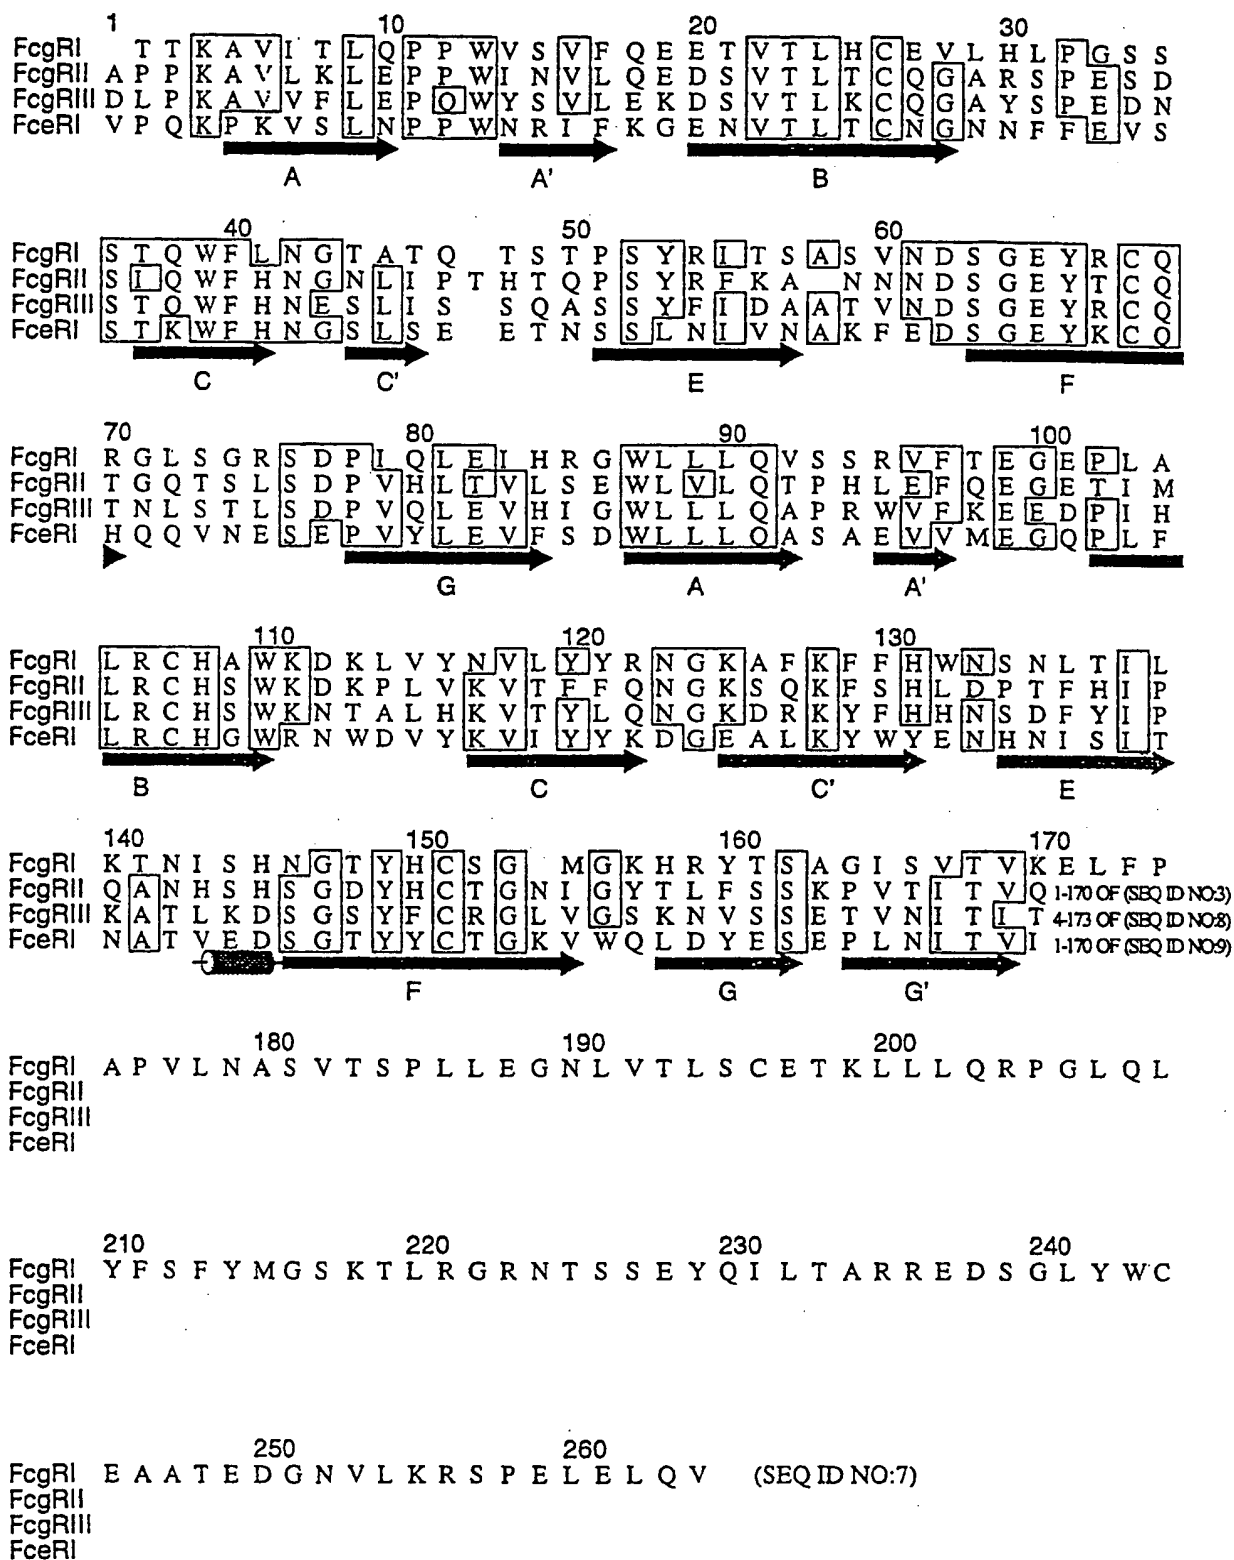 1 10 20 30
FcgRI T T K A V I T L Q P P W V S V F Q E E T V T L H C E V L H L P G S S
FcgRII A P P K A V L K L E P P W I N V L Q E D S V T L T C Q G A R S P E S D
FcgRIII D L P K A V V F L E P Q W Y S V L E K D S V T L K C Q G A Y S P E D N
FceRI V P Q K P K V S L N P P W N R I F K G E N V T L T C N G N N F F E V S
A A' B
40 50 60
FcgRI S T Q W F L N G T A T Q T S T P S Y R I T S A S V N D S G E Y R C Q
FcgRII S I Q W F H N G N L I P T H T Q P S Y R F K A N N N D S G E Y T C Q
FcgRIII S T Q W F H N E S L I S S Q A S S Y F I D A A T V N D S G E Y R C Q
FceRI S T K W F H N G S L S E E T N S S L N I V N A K F E D S G E Y K C Q
C C' E F
70 80 90 100
FcgRI R G L S G R S D P I Q L E I H R G W L L L Q V S S R V F T E G E P L A
FcgRII T G Q T S L S D P V H L T V L S E W L V L Q T P H L E F Q E G E T I M
FcgRIII T N L S T L S D P V Q L E V H I G W L L L Q A P R W V F K E E D P I H
FceRI H Q Q V N E S E P V Y L E V F S D W L L L Q A S A E V V M E G Q P L F
G A A'
110 120 130
FcgRI L R C H A W K D K L V Y N V L Y Y R N G K A F K F F H W N S N L T I L
FcgRII L R C H S W K D K P L V K V T F F Q N G K S Q K F S H L D P T F H I P
FcgRIII L R C H S W K N T A L H K V T Y L Q N G K D R K Y F H H N S D F Y I P
FceRI L R C H G W R N W D V Y K V I Y Y K D G E A L K Y W Y E N H N I S I T
B C C' E
140 150 160 170
FcgRI K T N I S H N G T Y H C S G M G K H R Y T S A G I S V T V K E L F P
FcgRII Q A N H S H S G D Y H C T G N I G Y T L F S S K P V T I T V Q 1-170 OF (SEQ ID NO:3)
FcgRIII K A T L K D S G S Y F C R G L V G S K N V S S E T V N I T I T 4-173 OF (SEQ ID NO:8)
FceRI N A T V E D S G T Y Y C T G K V W Q L D Y E S E P L N I T V I 1-170 OF (SEQ ID NO:9)
F G G'
180 190 200
FcgRI A P V L N A S V T S P L L E G N L V T L S C E T K L L L Q R P G L Q L
FcgRII
FcgRIII
FceRI
210 220 230 240
FcgRI Y F S F Y M G S K T L R G R N T S S E Y Q I L T A R R E D S G L Y W C
FcgRII
FcgRIII
FceRI
250 260
FcgRI E A A T E D G N V L K R S P E L E L Q V (SEQ ID NO:7)
FcgRII
FcgRIII
FceRI